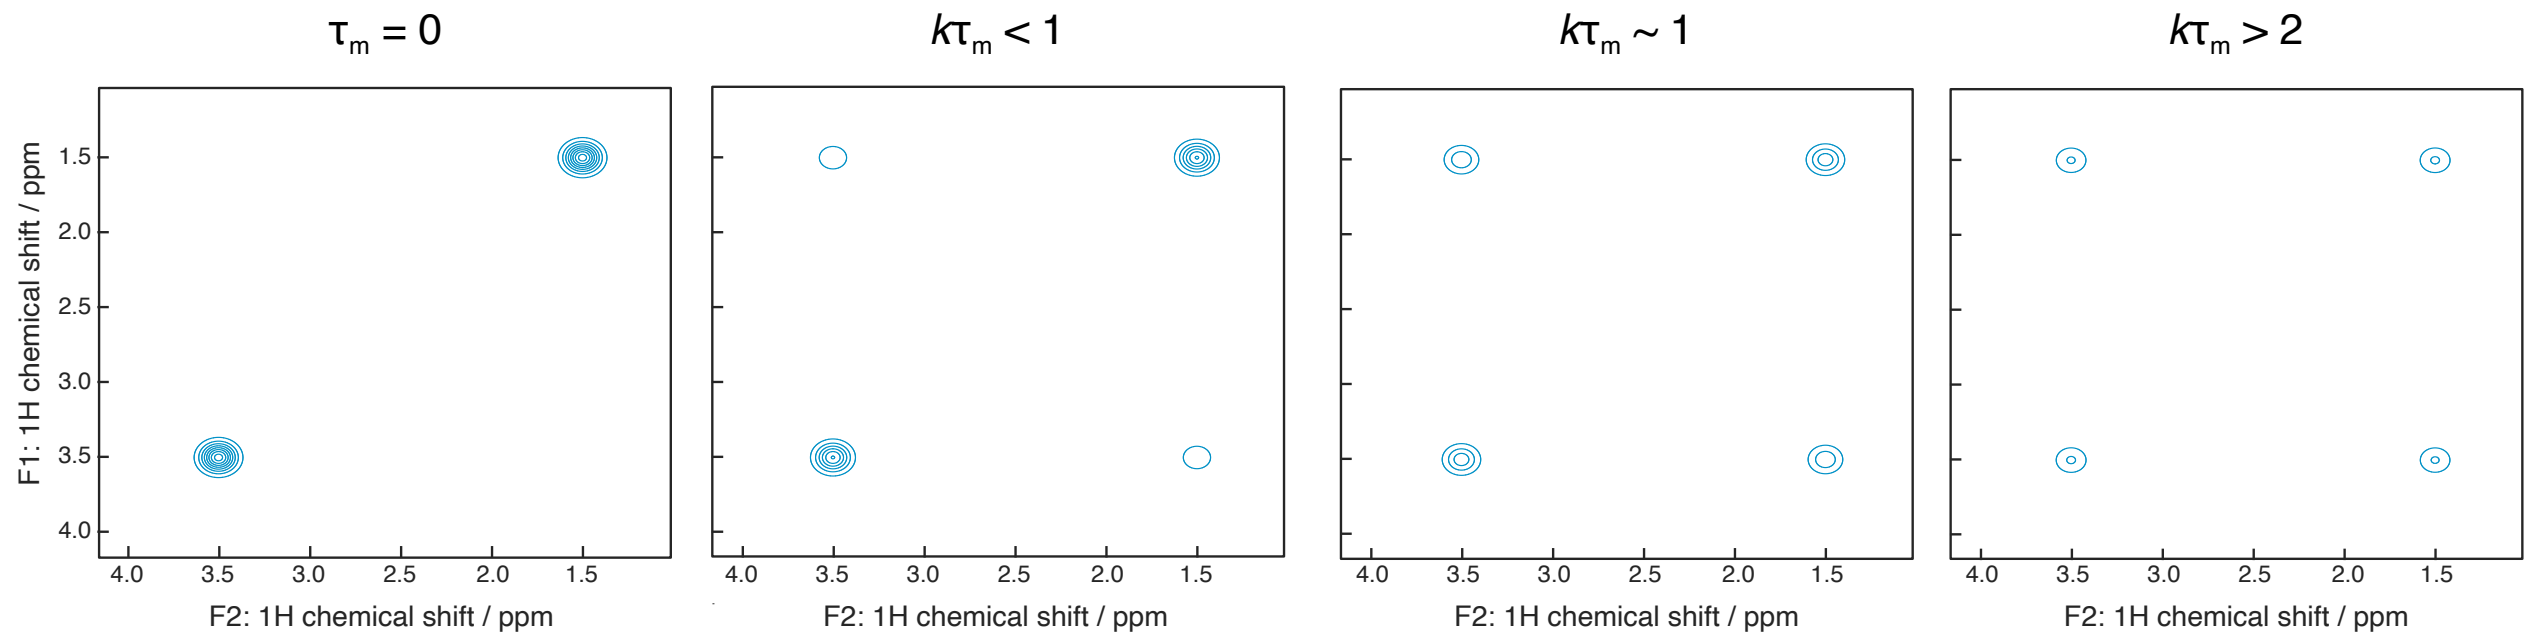 τm = 0
kτm < 1
kτm ~ 1
kτm > 2
F1: 1H chemical shift / ppm
1.5
2.0
2.5
3.0
3.5
4.0
4.0 3.5 3.0 2.5 2.0 1.5
4.0 3.5 3.0 2.5 2.0 1.5
4.0 3.5 3.0 2.5 2.0 1.5
4.0 3.5 3.0 2.5 2.0 1.5
F2: 1H chemical shift / ppm
F2: 1H chemical shift / ppm
F2: 1H chemical shift / ppm
F2: 1H chemical shift / ppm